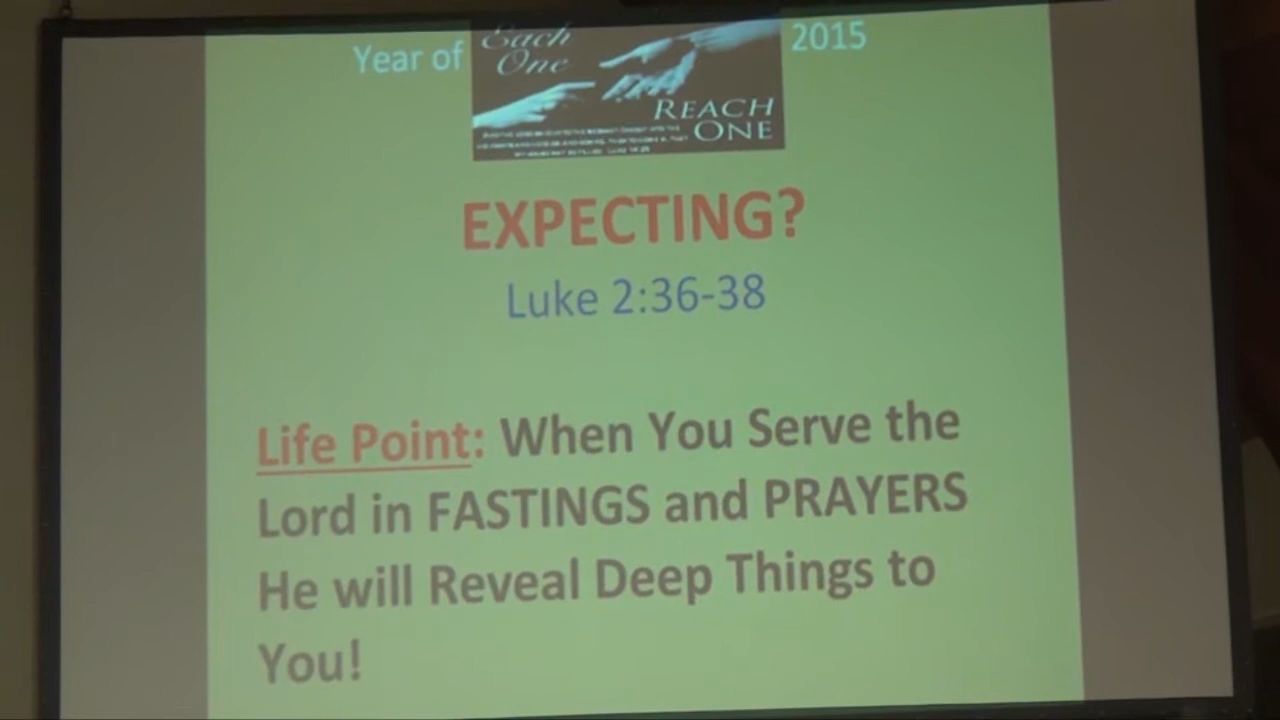 Year of
Each
One
2015
REACH
ONE
EXPECTING?
Luke 2:36-38
Life Point: When You Serve the
Lord in FASTINGS and PRAYERS
He will Reveal Deep Things to
You!